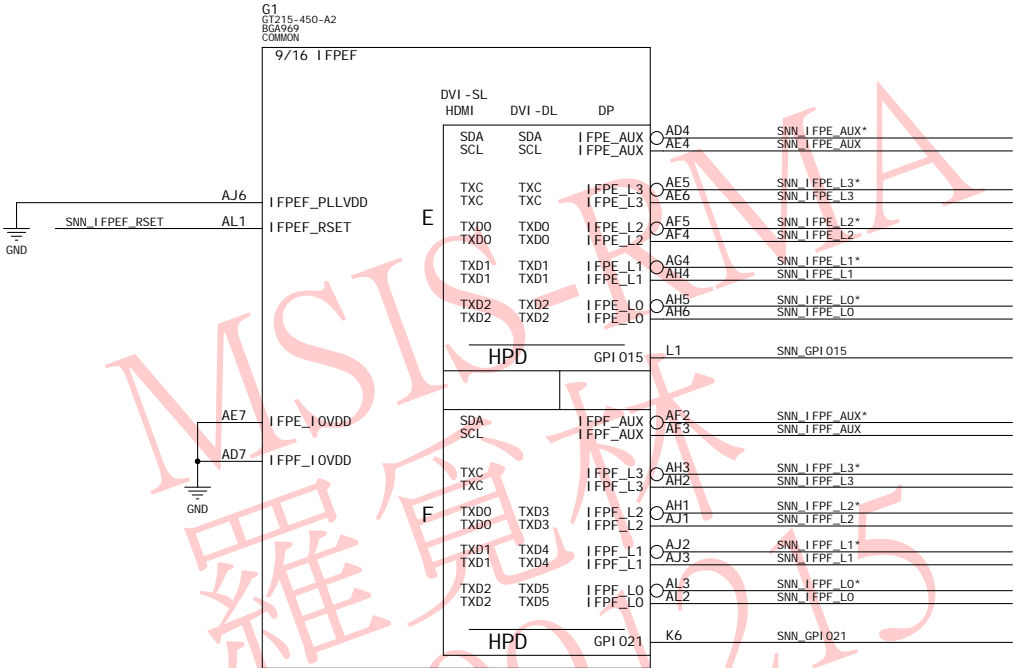 G1
GT215-450-A2
BGA969
COMMON
9/16 IFPEF
DVI-SL
HDMI DVI-DL DP
SDA SDA IFPE_AUX AD4 SNN_IFPE_AUX*
SCL SCL IFPE_AUX AE4 SNN_IFPE_AUX
TXC TXC IFPE_L3 AE5 SNN_IFPE_L3*
TXC TXC IFPE_L3 AE6 SNN_IFPE_L3
AJ6 IFPEF_PLLVDD
SNN_IFPEF_RSET AL1 IFPEF_RSET
GND
E
TXD0 TXD0 IFPE_L2 AF5 SNN_IFPE_L2*
TXD0 TXD0 IFPE_L2 AF4 SNN_IFPE_L2
TXD1 TXD1 IFPE_L1 AG4 SNN_IFPE_L1*
TXD1 TXD1 IFPE_L1 AH4 SNN_IFPE_L1
TXD2 TXD2 IFPE_L0 AH5 SNN_IFPE_L0*
TXD2 TXD2 IFPE_L0 AH6 SNN_IFPE_L0
HPD GPIO15 L1 SNN_GPIO15
AE7 IFPE_IOVDD
AD7 IFPF_IOVDD
GND
SDA IFPF_AUX AF2 SNN_IFPF_AUX*
SCL IFPF_AUX AF3 SNN_IFPF_AUX
TXC IFPF_L3 AH3 SNN_IFPF_L3*
TXC IFPF_L3 AH2 SNN_IFPF_L3
F
TXD0 TXD3 IFPF_L2 AH1 SNN_IFPF_L2*
TXD0 TXD3 IFPF_L2 AJ1 SNN_IFPF_L2
TXD1 TXD4 IFPF_L1 AJ2 SNN_IFPF_L1*
TXD1 TXD4 IFPF_L1 AJ3 SNN_IFPF_L1
TXD2 TXD5 IFPF_L0 AL3 SNN_IFPF_L0*
TXD2 TXD5 IFPF_L0 AL2 SNN_IFPF_L0
HPD GPIO21 K6 SNN_GPIO21
MSIS-RMA
羅覓林